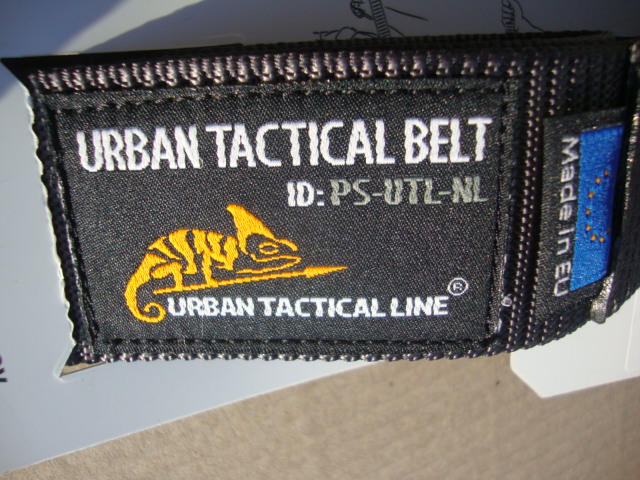 URBAN TACTICAL BELT
ID: PS-UTL-NL
URBAN TACTICAL LINE ®
Made in EU